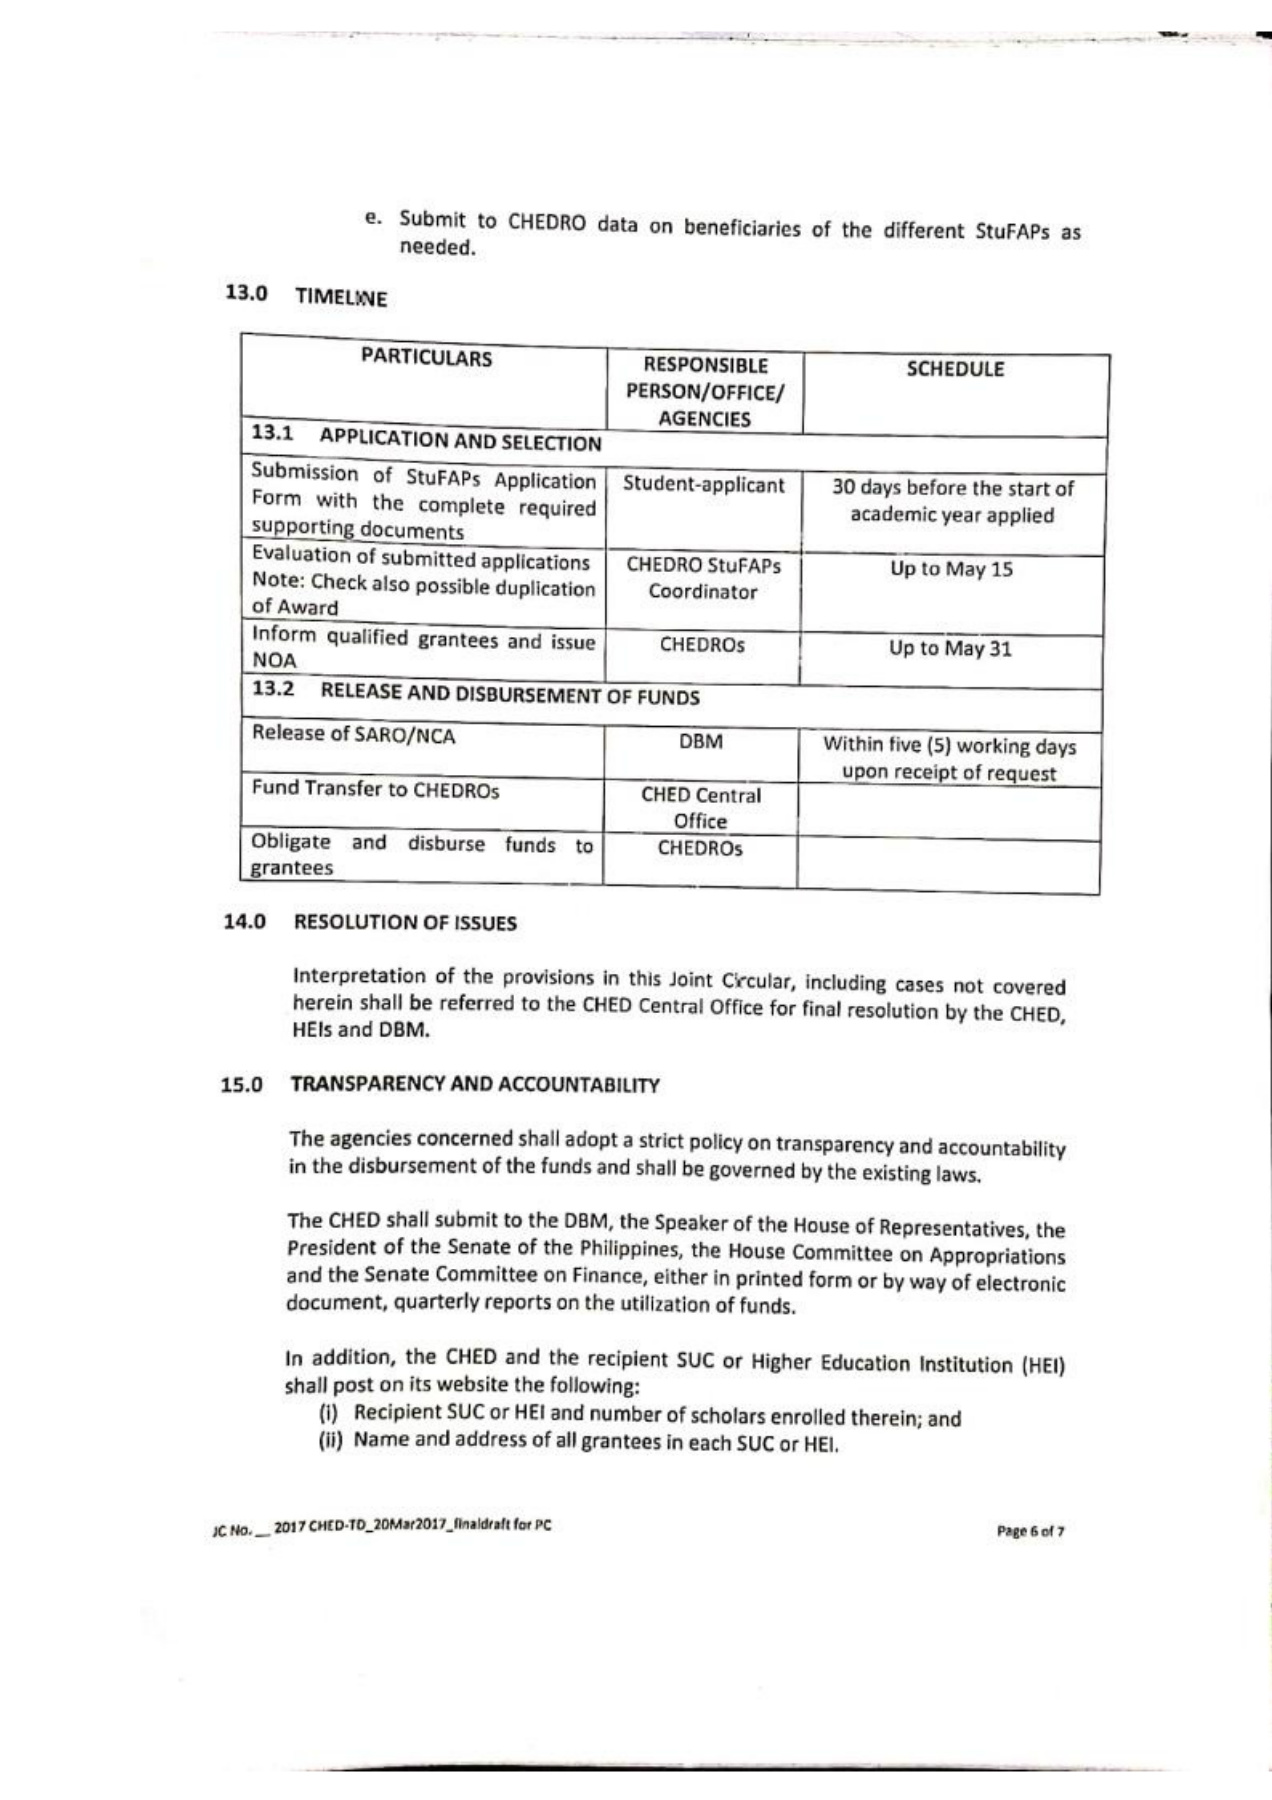 e. Submit to CHEDRO data on beneficiaries of the different StuFAPs as
needed.
13.0 TIMELINE
PARTICULARS
RESPONSIBLE
PERSON/OFFICE/
AGENCIES
SCHEDULE
13.1 APPLICATION AND SELECTION
Submission of StuFAPs Application
Form with the complete required
supporting documents
Student-applicant
30 days before the start of
academic year applied
Evaluation of submitted applications
Note: Check also possible duplication
of Award
CHEDRO StuFAPs
Coordinator
Up to May 15
Inform qualified grantees and issue
NOA
CHEDROs
Up to May 31
13.2 RELEASE AND DISBURSEMENT OF FUNDS
Release of SARO/NCA
DBM
Within five (5) working days
upon receipt of request
Fund Transfer to CHEDROs
CHED Central
Office
Obligate and disburse funds to
grantees
CHEDROs
14.0 RESOLUTION OF ISSUES
Interpretation of the provisions in this Joint Circular, including cases not covered
herein shall be referred to the CHED Central Office for final resolution by the CHED,
HEIs and DBM.
15.0 TRANSPARENCY AND ACCOUNTABILITY
The agencies concerned shall adopt a strict policy on transparency and accountability
in the disbursement of the funds and shall be governed by the existing laws.
The CHED shall submit to the DBM, the Speaker of the House of Representatives, the
President of the Senate of the Philippines, the House Committee on Appropriations
and the Senate Committee on Finance, either in printed form or by way of electronic
document, quarterly reports on the utilization of funds.
In addition, the CHED and the recipient SUC or Higher Education Institution (HEI)
shall post on its website the following:
(i) Recipient SUC or HEI and number of scholars enrolled therein; and
(ii) Name and address of all grantees in each SUC or HEI.
JC No. __ 2017 CHED-TD_20Mar2017_finaldraft for PC
Page 6 of 7